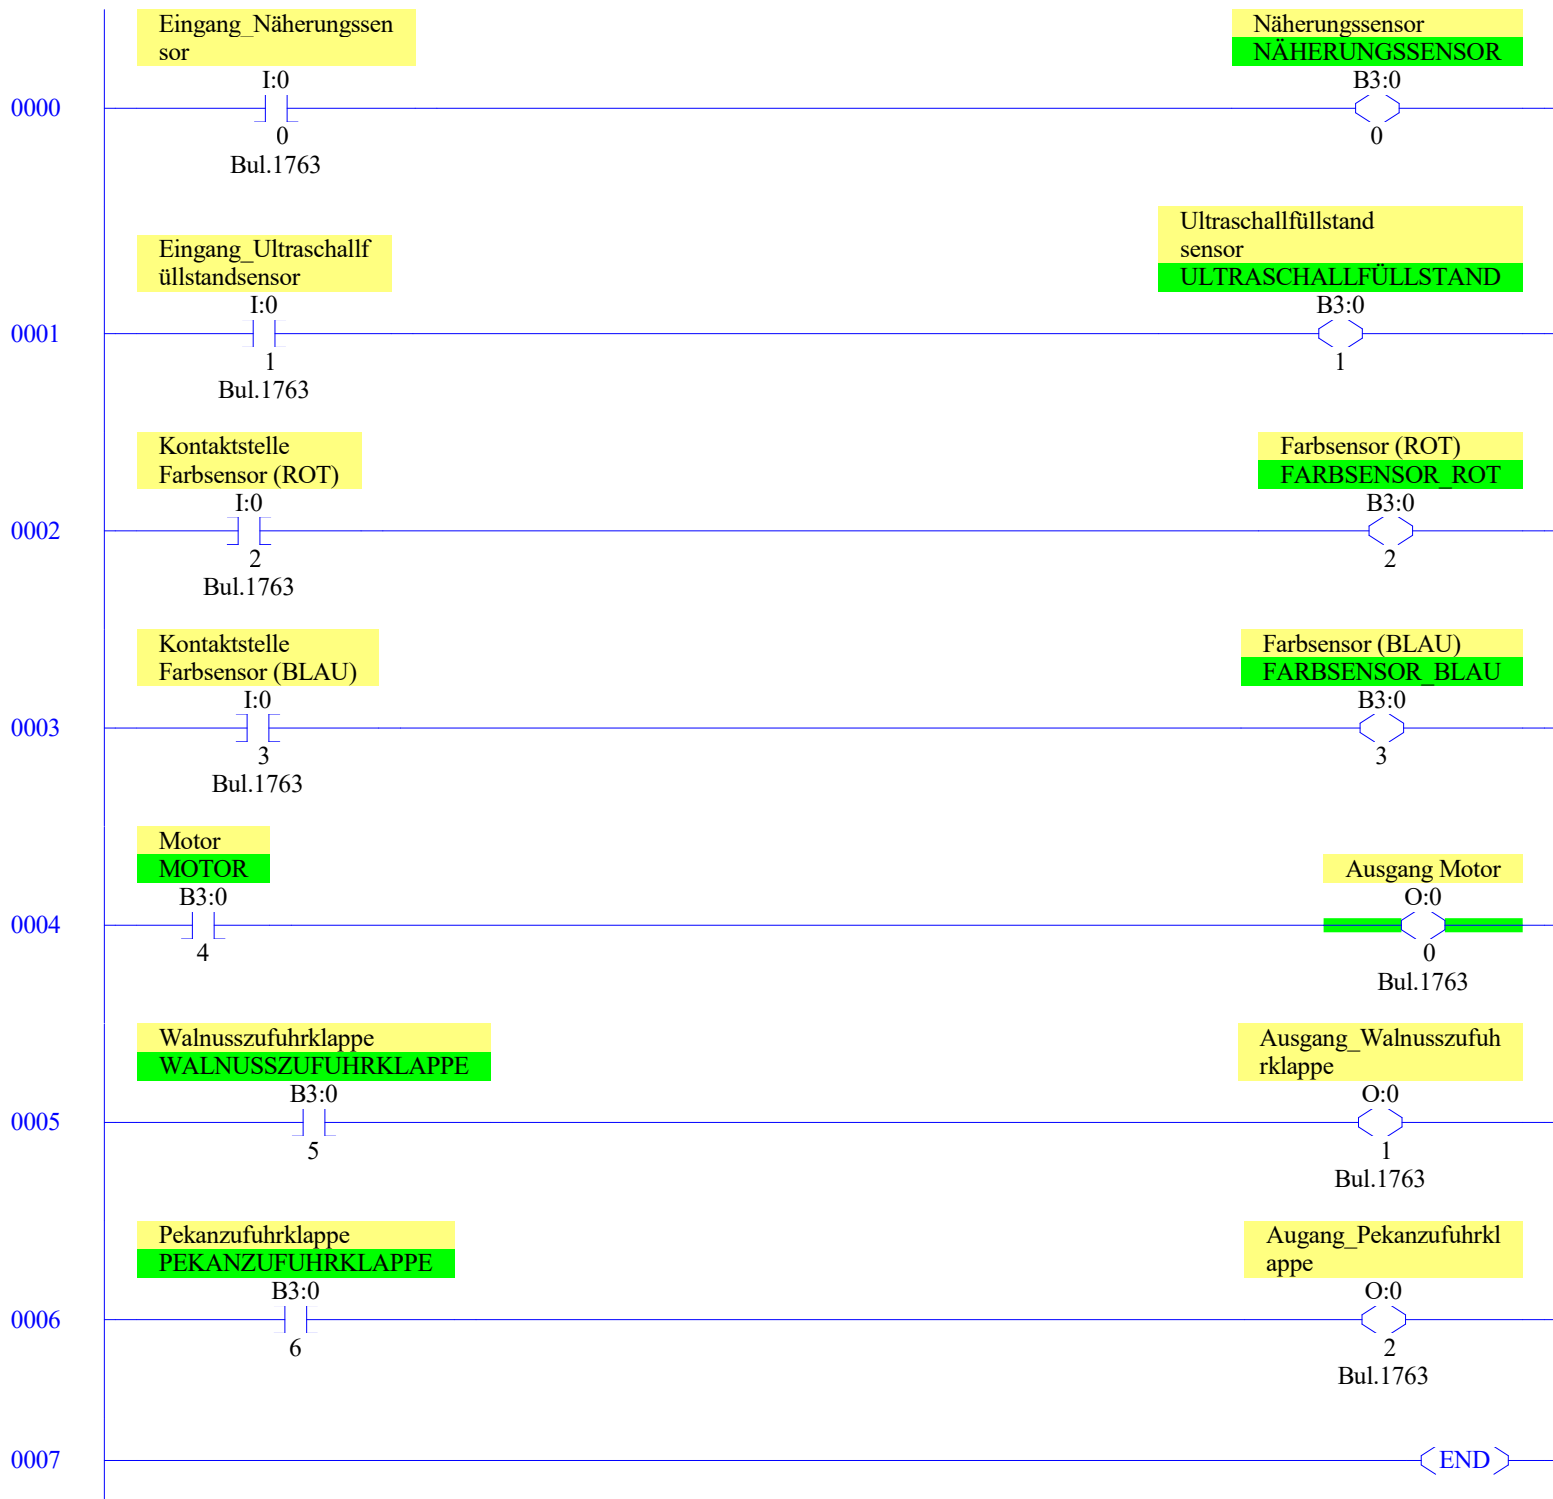 Eingang_Näherungssen
sor
I:0
0
Bul.1763
Näherungssensor
NÄHERUNGSSENSOR
B3:0
0
0000
Eingang_Ultraschallf
üllstandsensor
I:0
1
Bul.1763
Ultraschallfüllstand
sensor
ULTRASCHALLFÜLLSTAND
B3:0
1
0001
Kontaktstelle
Farbsensor (ROT)
I:0
2
Bul.1763
Farbsensor (ROT)
FARBSENSOR_ROT
B3:0
2
0002
Kontaktstelle
Farbsensor (BLAU)
I:0
3
Bul.1763
Farbsensor (BLAU)
FARBSENSOR_BLAU
B3:0
3
0003
Motor
MOTOR
B3:0
4
Ausgang Motor
O:0
0
Bul.1763
0004
Walnusszufuhrklappe
WALNUSSZUFUHRKLAPPE
B3:0
5
Ausgang_Walnusszufuh
rklappe
O:0
1
Bul.1763
0005
Pekanzufuhrklappe
PEKANZUFUHRKLAPPE
B3:0
6
Augang_Pekanzufuhrkl
appe
O:0
2
Bul.1763
0006
0007
END